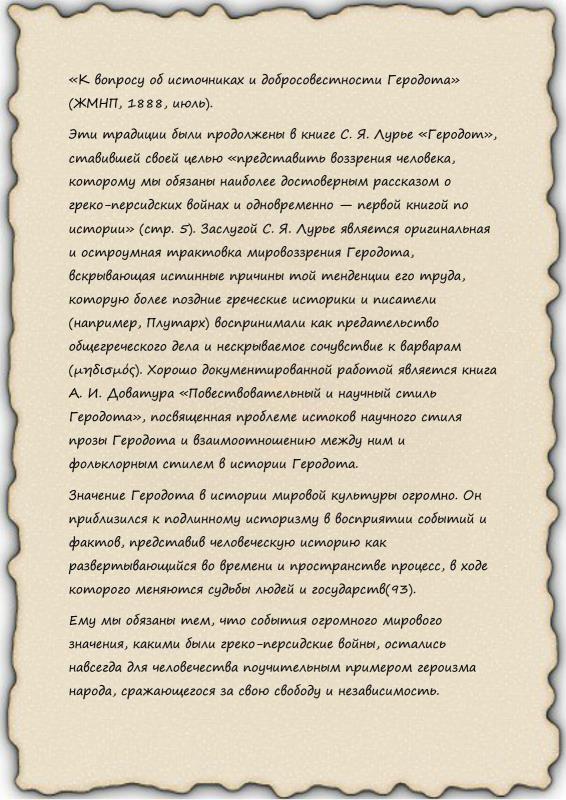 «К вопросу об источниках и добросовестности Геродота»
(ЖМНП, 1888, июль).
Эти традиции были продолжены в книге С. Я. Лурье «Геродот»,
ставившей своей целью «представить воззрения человека,
которому мы обязаны наиболее достоверным рассказом о
греко-персидских войнах и одновременно — первой книгой по
истории» (стр. 5). Заслугой С. Я. Лурье является оригинальная
и остроумная трактовка мировоззрения Геродота,
вскрывающая истинные причины той тенденции его труда,
которую более поздние греческие историки и писатели
(например, Плутарх) воспринимали как предательство
общегреческого дела и нескрываемое сочувствие к варварам
(μηδισμός). Хорошо документированной работой является книга
А. И. Доватура «Повествовательный и научный стиль
Геродота», посвященная проблеме истоков научного стиля
прозы Геродота и взаимоотношению между ним и
фольклорным стилем в истории Геродота.
Значение Геродота в истории мировой культуры огромно. Он
приблизился к подлинному историзму в восприятии событий и
фактов, представив человеческую историю как
развертывающийся во времени и пространстве процесс, в ходе
которого меняются судьбы людей и государств(93).
Ему мы обязаны тем, что события огромного мирового
значения, какими были греко-персидские войны, остались
навсегда для человечества поучительным примером героизма
народа, сражающегося за свою свободу и независимость.